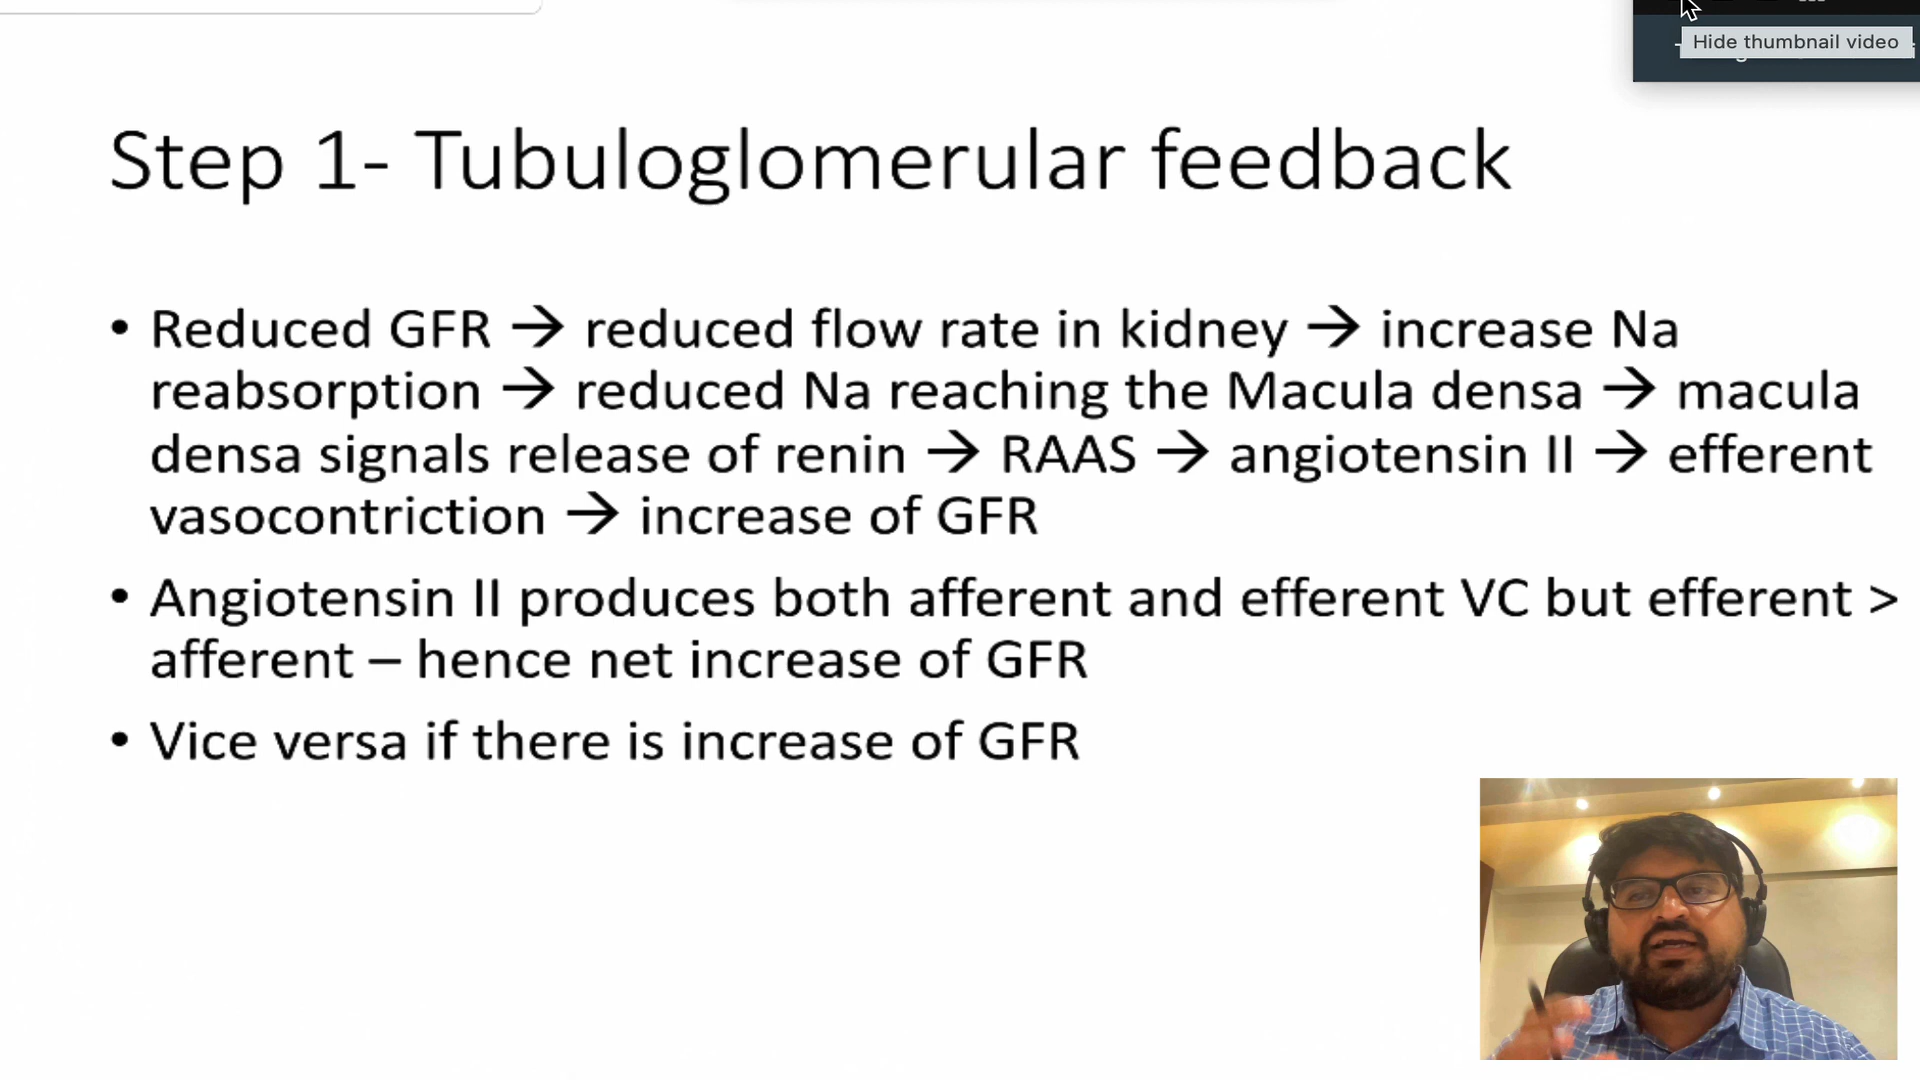 Hide thumbnail video
Step 1- Tubuloglomerular feedback
• Reduced GFR → reduced flow rate in kidney → increase Na
reabsorption → reduced Na reaching the Macula densa → macula
densa signals release of renin → RAAS → angiotensin II → efferent
vasocontriction → increase of GFR
• Angiotensin II produces both afferent and efferent VC but efferent >
afferent – hence net increase of GFR
• Vice versa if there is increase of GFR